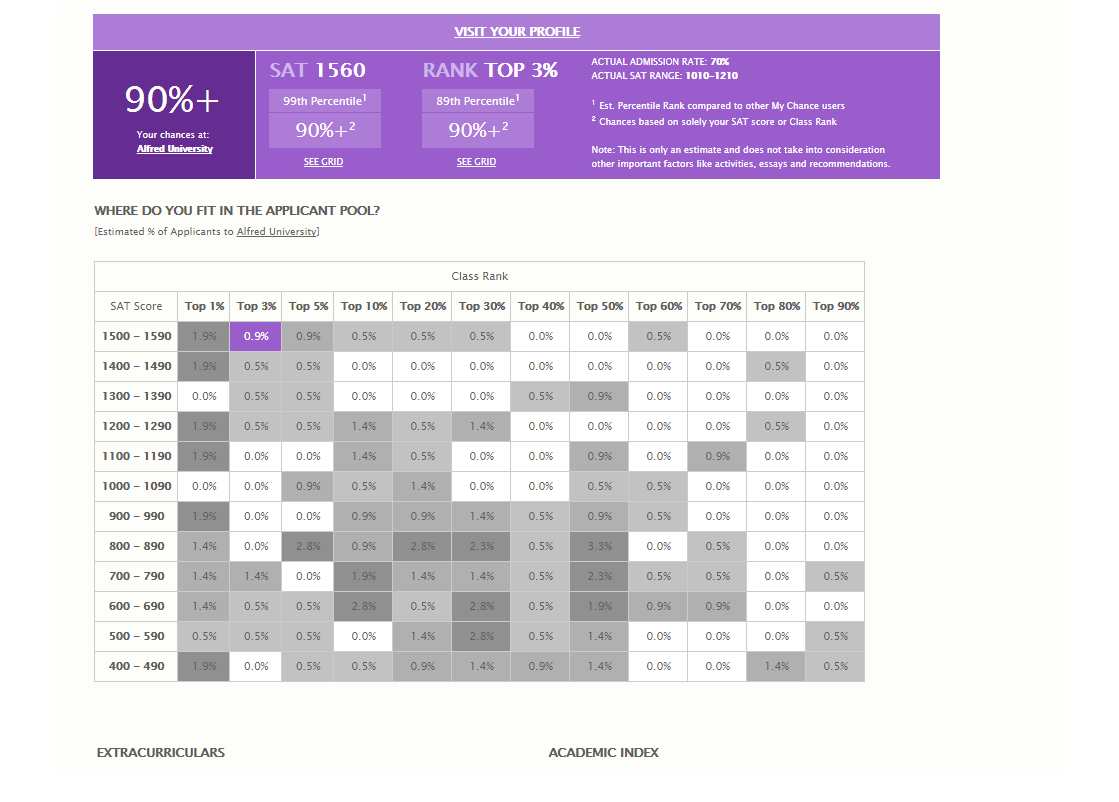 VISIT YOUR PROFILE
90%+
Your chances at:
Alfred University
SAT 1560
99th Percentile1
90%+2
SEE GRID
RANK TOP 3%
89th Percentile1
90%+2
SEE GRID
ACTUAL ADMISSION RATE: 70%
ACTUAL SAT RANGE: 1010-1210
1 Est. Percentile Rank compared to other My Chance users
2 Chances based on solely your SAT score or Class Rank
Note: This is only an estimate and does not take into consideration
other important factors like activities, essays and recommendations.
WHERE DO YOU FIT IN THE APPLICANT POOL?
[Estimated % of Applicants to Alfred University]
Class Rank
SAT Score Top 1% Top 3% Top 5% Top 10% Top 20% Top 30% Top 40% Top 50% Top 60% Top 70% Top 80% Top 90%
1500 - 1590 1.9% 0.9% 0.9% 0.5% 0.5% 0.5% 0.0% 0.0% 0.5% 0.0% 0.0% 0.0%
1400 - 1490 1.9% 0.5% 0.5% 0.0% 0.0% 0.0% 0.0% 0.0% 0.0% 0.0% 0.5% 0.0%
1300 - 1390 0.0% 0.5% 0.5% 0.0% 0.0% 0.0% 0.5% 0.9% 0.0% 0.0% 0.0% 0.0%
1200 - 1290 1.9% 0.5% 0.5% 1.4% 0.5% 1.4% 0.0% 0.0% 0.0% 0.0% 0.5% 0.0%
1100 - 1190 1.9% 0.0% 0.0% 1.4% 0.5% 0.0% 0.0% 0.9% 0.0% 0.9% 0.0% 0.0%
1000 - 1090 0.0% 0.0% 0.9% 0.5% 1.4% 0.0% 0.0% 0.5% 0.5% 0.0% 0.0% 0.0%
900 - 990 1.9% 0.0% 0.0% 0.9% 0.9% 1.4% 0.5% 0.9% 0.5% 0.0% 0.0% 0.0%
800 - 890 1.4% 0.0% 2.8% 0.9% 2.8% 2.3% 0.5% 3.3% 0.0% 0.5% 0.0% 0.0%
700 - 790 1.4% 1.4% 0.0% 1.9% 1.4% 1.4% 0.5% 2.3% 0.5% 0.5% 0.0% 0.5%
600 - 690 1.4% 0.5% 0.5% 2.8% 0.5% 2.8% 0.5% 1.9% 0.9% 0.9% 0.0% 0.0%
500 - 590 0.5% 0.5% 0.5% 0.0% 1.4% 2.8% 0.5% 1.4% 0.0% 0.0% 0.0% 0.5%
400 - 490 1.9% 0.0% 0.5% 0.5% 0.9% 1.4% 0.9% 1.4% 0.0% 0.0% 1.4% 0.5%
EXTRACURRICULARS
ACADEMIC INDEX